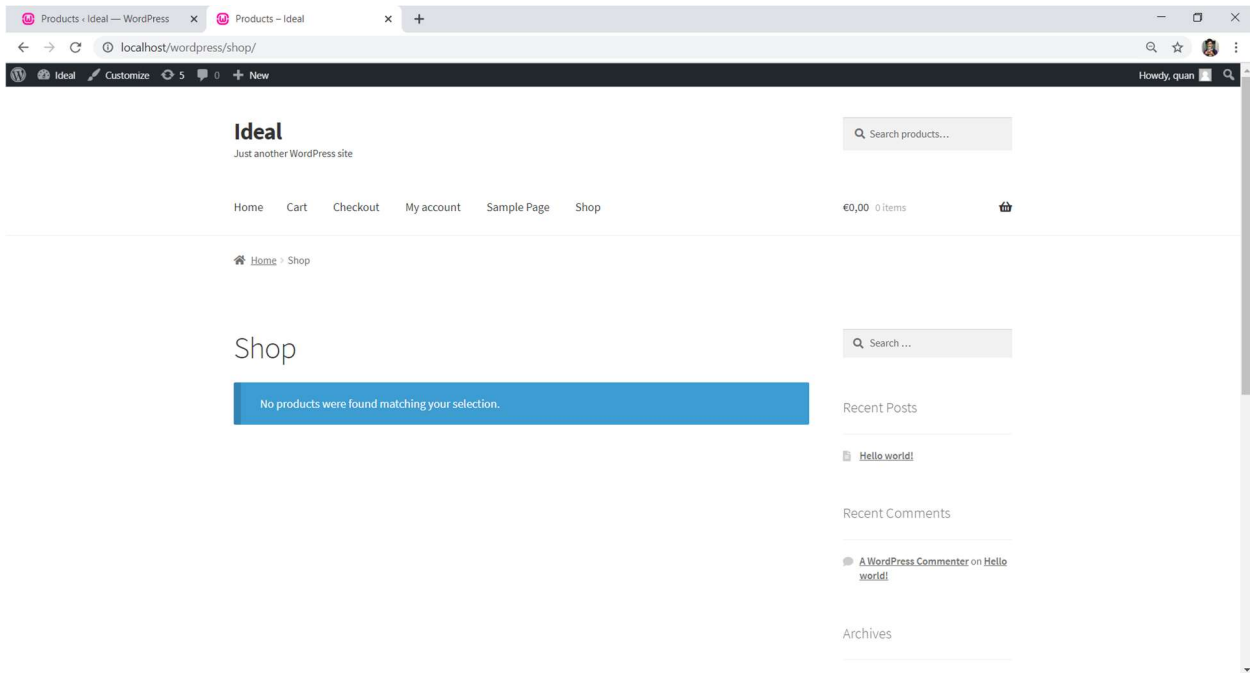 Products ‹ Ideal — WordPress
Products – Ideal
localhost/wordpress/shop/
Ideal
Customize
5
0
New
Howdy, quan
Ideal
Just another WordPress site
Search products…
Home
Cart
Checkout
My account
Sample Page
Shop
€0,00 0 items
Home › Shop
Shop
No products were found matching your selection.
Search …
Recent Posts
Hello world!
Recent Comments
A WordPress Commenter on Hello
world!
Archives